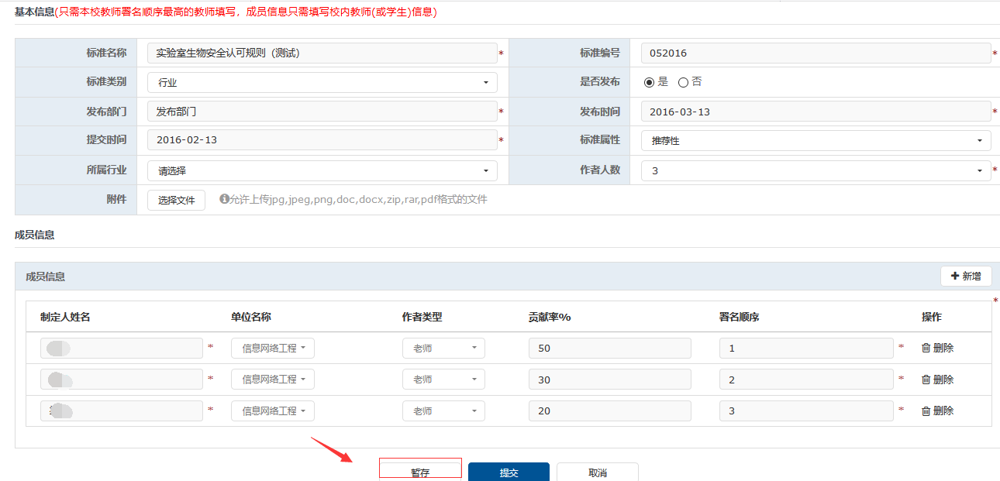 基本信息(只需本校教师署名顺序最高的教师填写，成员信息只需填写校内教师(或学生)信息)
标准名称 实验室生物安全认可规则（测试） * 标准编号 052016 *
标准类别 行业 是否发布 是 否
发布部门 发布部门 * 发布时间 2016-03-13 *
提交时间 2016-02-13 * 标准属性 推荐性
所属行业 请选择 作者人数 3 *
附件 选择文件 允许上传jpg,jpeg,png,doc,docx,zip,rar,pdf格式的文件
成员信息
成员信息 新增
*
制定人姓名 单位名称 作者类型 贡献率% 署名顺序 操作
* 信息网络工程 老师 50 1 * 删除
* 信息网络工程 老师 30 2 * 删除
* 信息网络工程 老师 20 3 * 删除
暂存 提交 取消